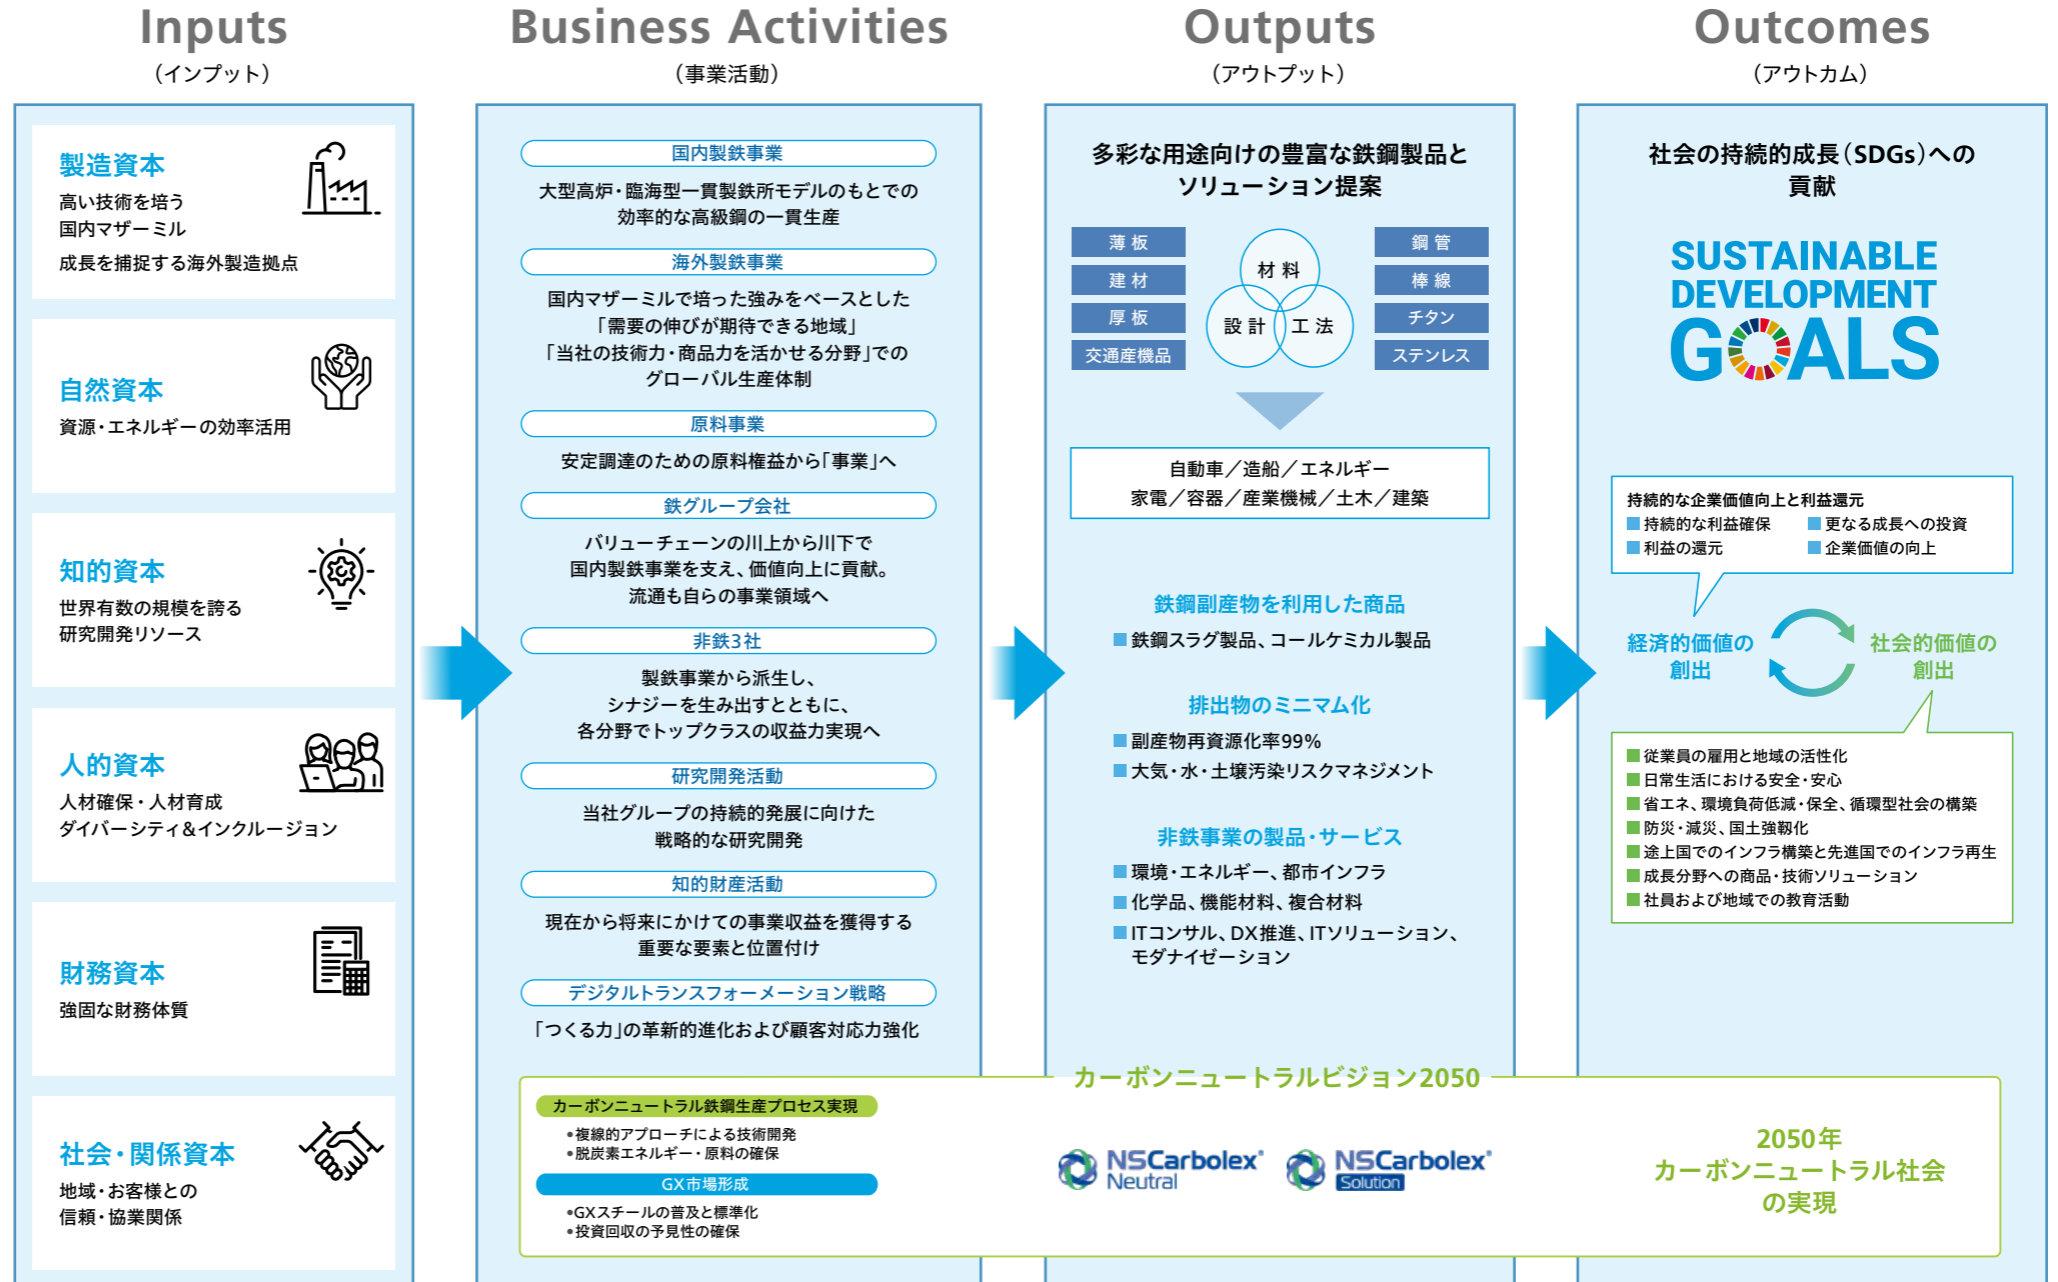 Inputs
（インプット）
製造資本
高い技術を培う
国内マザーミル
成長を捕捉する海外製造拠点
自然資本
資源・エネルギーの効率活用
知的資本
世界有数の規模を誇る
研究開発リソース
人的資本
人材確保・人材育成
ダイバーシティ&インクルージョン
財務資本
強固な財務体質
社会・関係資本
地域・お客様との
信頼・協業関係
Business Activities
（事業活動）
国内製鉄事業
大型高炉・臨海型一貫製鉄所モデルのもとでの
効率的な高級鋼の一貫生産
海外製鉄事業
国内マザーミルで培った強みをベースとした
「需要の伸びが期待できる地域」
「当社の技術力・商品力を活かせる分野」での
グローバル生産体制
原料事業
安定調達のための原料権益から「事業」へ
鉄グループ会社
バリューチェーンの川上から川下で
国内製鉄事業を支え、価値向上に貢献。
流通も自らの事業領域へ
非鉄3社
製鉄事業から派生し、
シナジーを生み出すとともに、
各分野でトップクラスの収益力実現へ
研究開発活動
当社グループの持続的発展に向けた
戦略的な研究開発
知的財産活動
現在から将来にかけての事業収益を獲得する
重要な要素と位置付け
デジタルトランスフォーメーション戦略
「つくる力」の革新的進化および顧客対応力強化
Outputs
（アウトプット）
多彩な用途向けの豊富な鉄鋼製品と
ソリューション提案
薄板
建材
厚板
交通産機品
材料
設計
工法
鋼管
棒線
チタン
ステンレス
自動車／造船／エネルギー
家電／容器／産業機械／土木／建築
鉄鋼副産物を利用した商品
■鉄鋼スラグ製品、コールケミカル製品
排出物のミニマム化
■副産物再資源化率99%
■大気・水・土壌汚染リスクマネジメント
非鉄事業の製品・サービス
■環境・エネルギー、都市インフラ
■化学品、機能材料、複合材料
■ITコンサル、DX推進、ITソリューション、
モダナイゼーション
Outcomes
（アウトカム）
社会の持続的成長（SDGs）への
貢献
SUSTAINABLE
DEVELOPMENT
GOALS
持続的な企業価値向上と利益還元
■持続的な利益確保 ■更なる成長への投資
■利益の還元 ■企業価値の向上
経済的価値の
創出
社会的価値の
創出
■従業員の雇用と地域の活性化
■日常生活における安全・安心
■省エネ、環境負荷低減・保全、循環型社会の構築
■防災・減災、国土強靱化
■途上国でのインフラ構築と先進国でのインフラ再生
■成長分野への商品・技術ソリューション
■社員および地域での教育活動
カーボンニュートラルビジョン2050
カーボンニュートラル鉄鋼生産プロセス実現
•複線的アプローチによる技術開発
•脱炭素エネルギー・原料の確保
GX市場形成
•GXスチールの普及と標準化
•投資回収の予見性の確保
NSCarbolex®
Neutral
NSCarbolex®
Solution
2050年
カーボンニュートラル社会
の実現